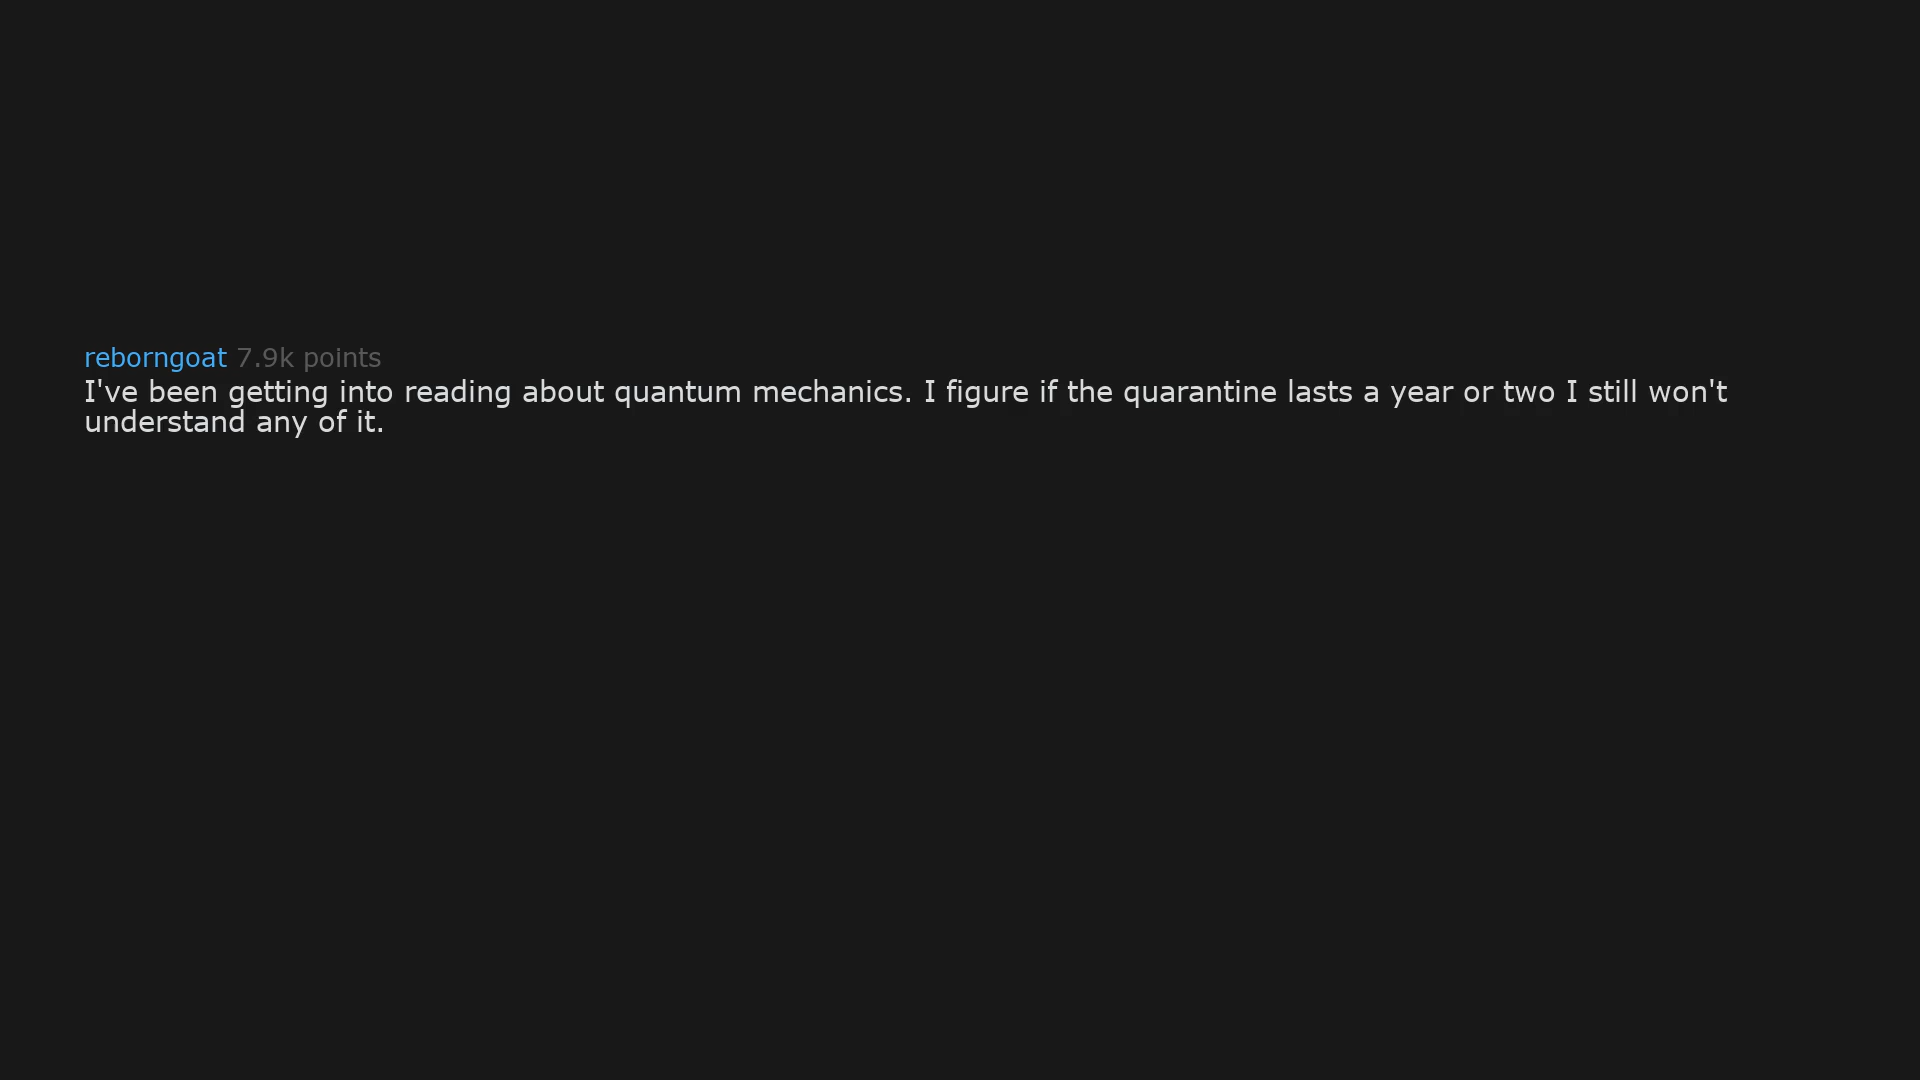 reborngoat 7.9k points
I've been getting into reading about quantum mechanics. I figure if the quarantine lasts a year or two I still won't
understand any of it.